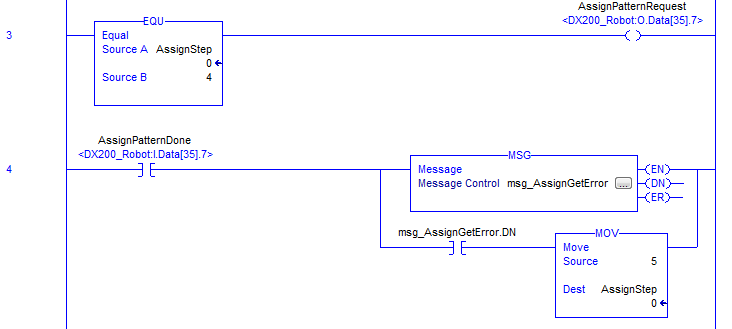 AssignPatternRequest
<DX200_Robot:O.Data[35].7>
3
EQU
Equal
Source A AssignStep
0
Source B 4
AssignPatternDone
<DX200_Robot:I.Data[35].7>
4
MSG
Message
Message Control msg_AssignGetError ...
EN
DN
ER
msg_AssignGetError.DN
MOV
Move
Source 5
Dest AssignStep
0